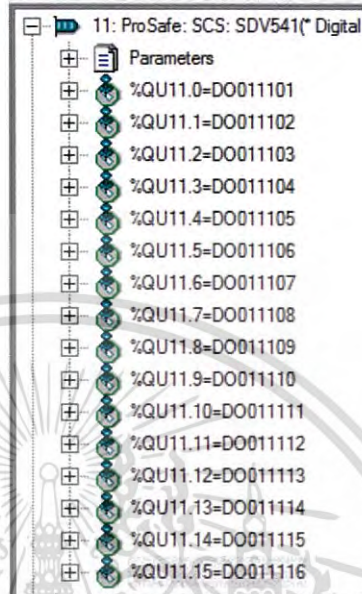 11: ProSafe: SCS: SDV541(* Digital
Parameters
%QU11.0=DO011101
%QU11.1=DO011102
%QU11.2=DO011103
%QU11.3=DO011104
%QU11.4=DO011105
%QU11.5=DO011106
%QU11.6=DO011107
%QU11.7=DO011108
%QU11.8=DO011109
%QU11.9=DO011110
%QU11.10=DO011111
%QU11.11=DO011112
%QU11.12=DO011113
%QU11.13=DO011114
%QU11.14=DO011115
%QU11.15=DO011116